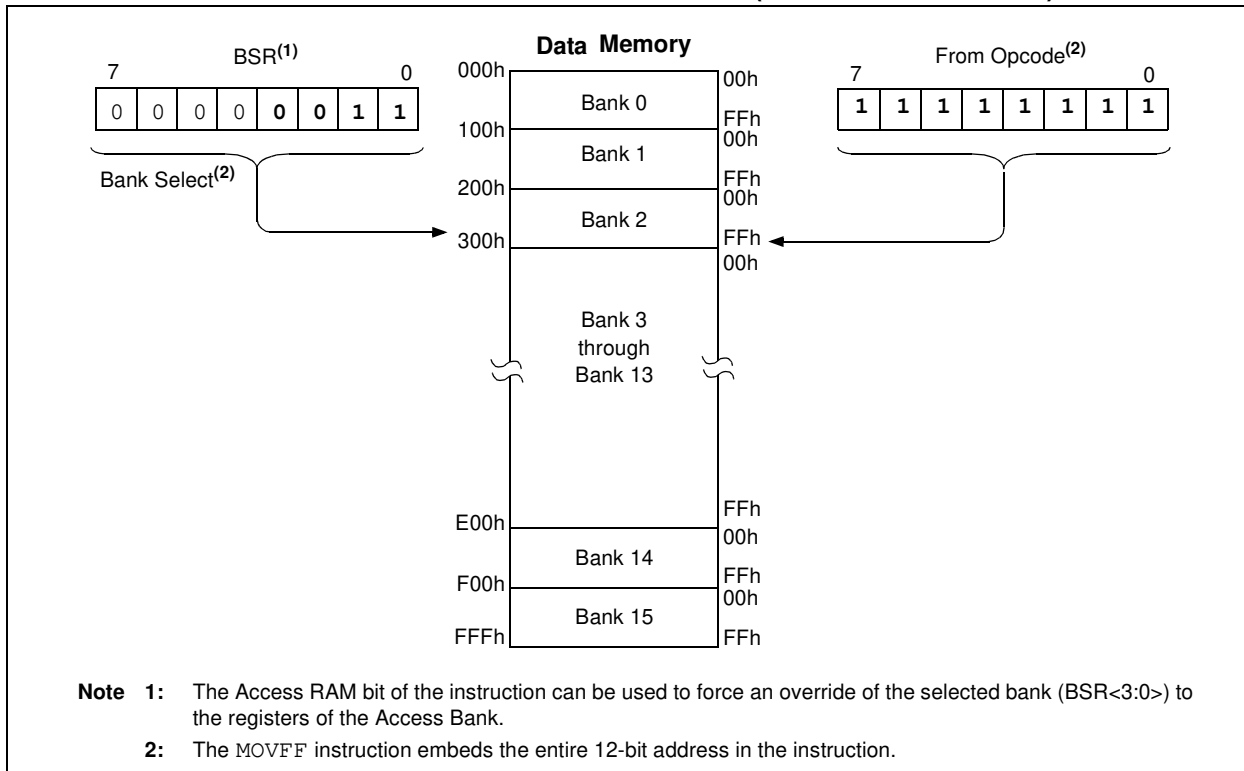 BSR(1)
7 0
0 0 0 0 0 0 1 1
Bank Select(2)
Data Memory
000h
100h
200h
300h
E00h
F00h
FFFh
Bank 0
Bank 1
Bank 2
Bank 3
through
Bank 13
Bank 14
Bank 15
00h
FFh
00h
FFh
00h
FFh
00h
FFh
00h
FFh
00h
FFh
From Opcode(2)
7 0
1 1 1 1 1 1 1 1
Note 1: The Access RAM bit of the instruction can be used to force an override of the selected bank (BSR<3:0>) to
the registers of the Access Bank.
2: The MOVFF instruction embeds the entire 12-bit address in the instruction.